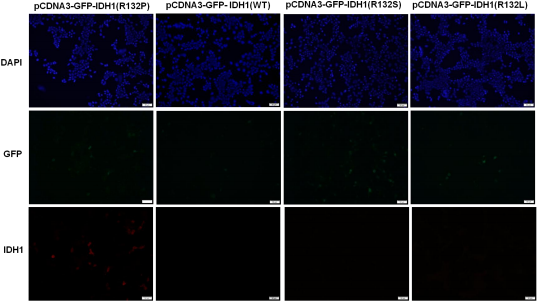 pCDNA3-GFP-IDH1(R132P) pCDNA3-GFP- IDH1(WT) pCDNA3-GFP-IDH1(R132S) pCDNA3-GFP-IDH1(R132L)
DAPI
GFP
IDH1